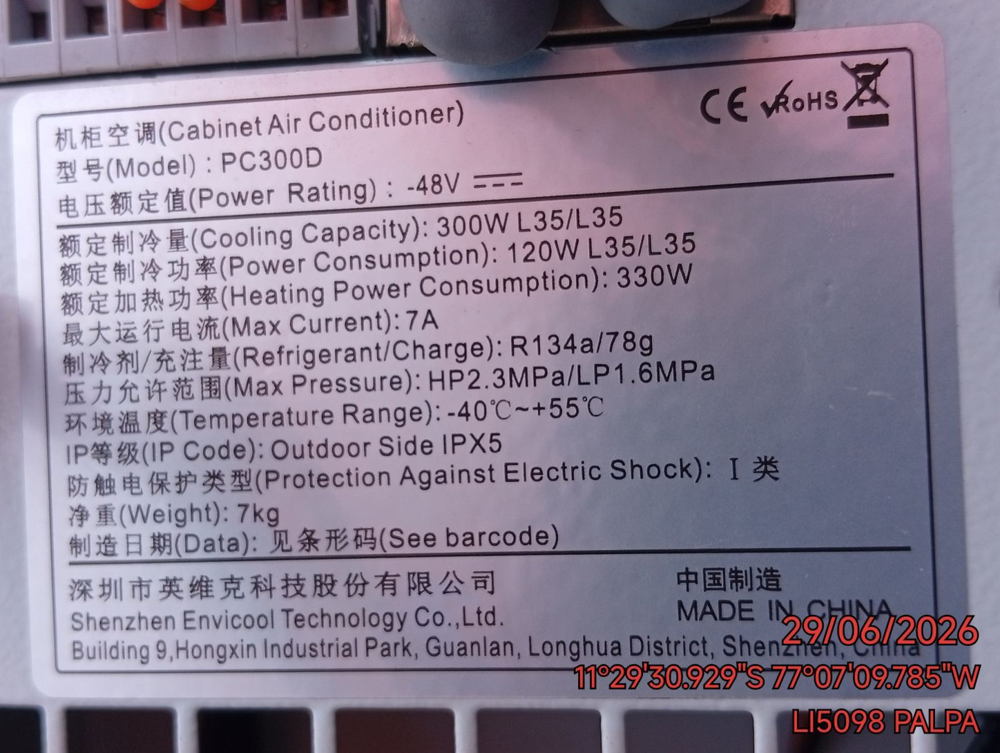 机柜空调(Cabinet Air Conditioner)
CE RoHS
型号(Model) : PC300D
电压额定值(Power Rating) : -48V
额定制冷量(Cooling Capacity): 300W L35/L35
额定制冷功率(Power Consumption): 120W L35/L35
额定加热功率(Heating Power Consumption): 330W
最大运行电流(Max Current): 7A
制冷剂/充注量(Refrigerant/Charge): R134a/78g
压力允许范围(Max Pressure): HP2.3MPa/LP1.6MPa
环境温度(Temperature Range): -40℃~+55℃
IP等级(IP Code): Outdoor Side IPX5
防触电保护类型(Protection Against Electric Shock): I 类
净重(Weight): 7kg
制造日期(Data): 见条形码(See barcode)
深圳市英维克科技股份有限公司
中国制造
Shenzhen Envicool Technology Co.,Ltd.
MADE IN CHINA
Building 9,Hongxin Industrial Park, Guanlan, Longhua District, Shenzhen, China
29/06/2026
11°29'30.929"S 77°07'09.785"W
LI5098 PALPA